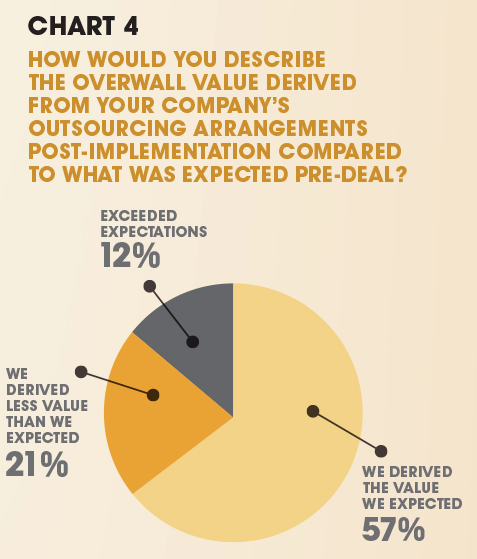 CHART 4
HOW WOULD YOU DESCRIBE
THE OVERWALL VALUE DERIVED
FROM YOUR COMPANY'S
OUTSOURCING ARRANGEMENTS
POST-IMPLEMENTATION COMPARED
TO WHAT WAS EXPECTED PRE-DEAL?
EXCEEDED
EXPECTATIONS
12%
WE
DERIVED
LESS VALUE
THAN WE
EXPECTED
21%
WE DERIVED
THE VALUE
WE EXPECTED
57%